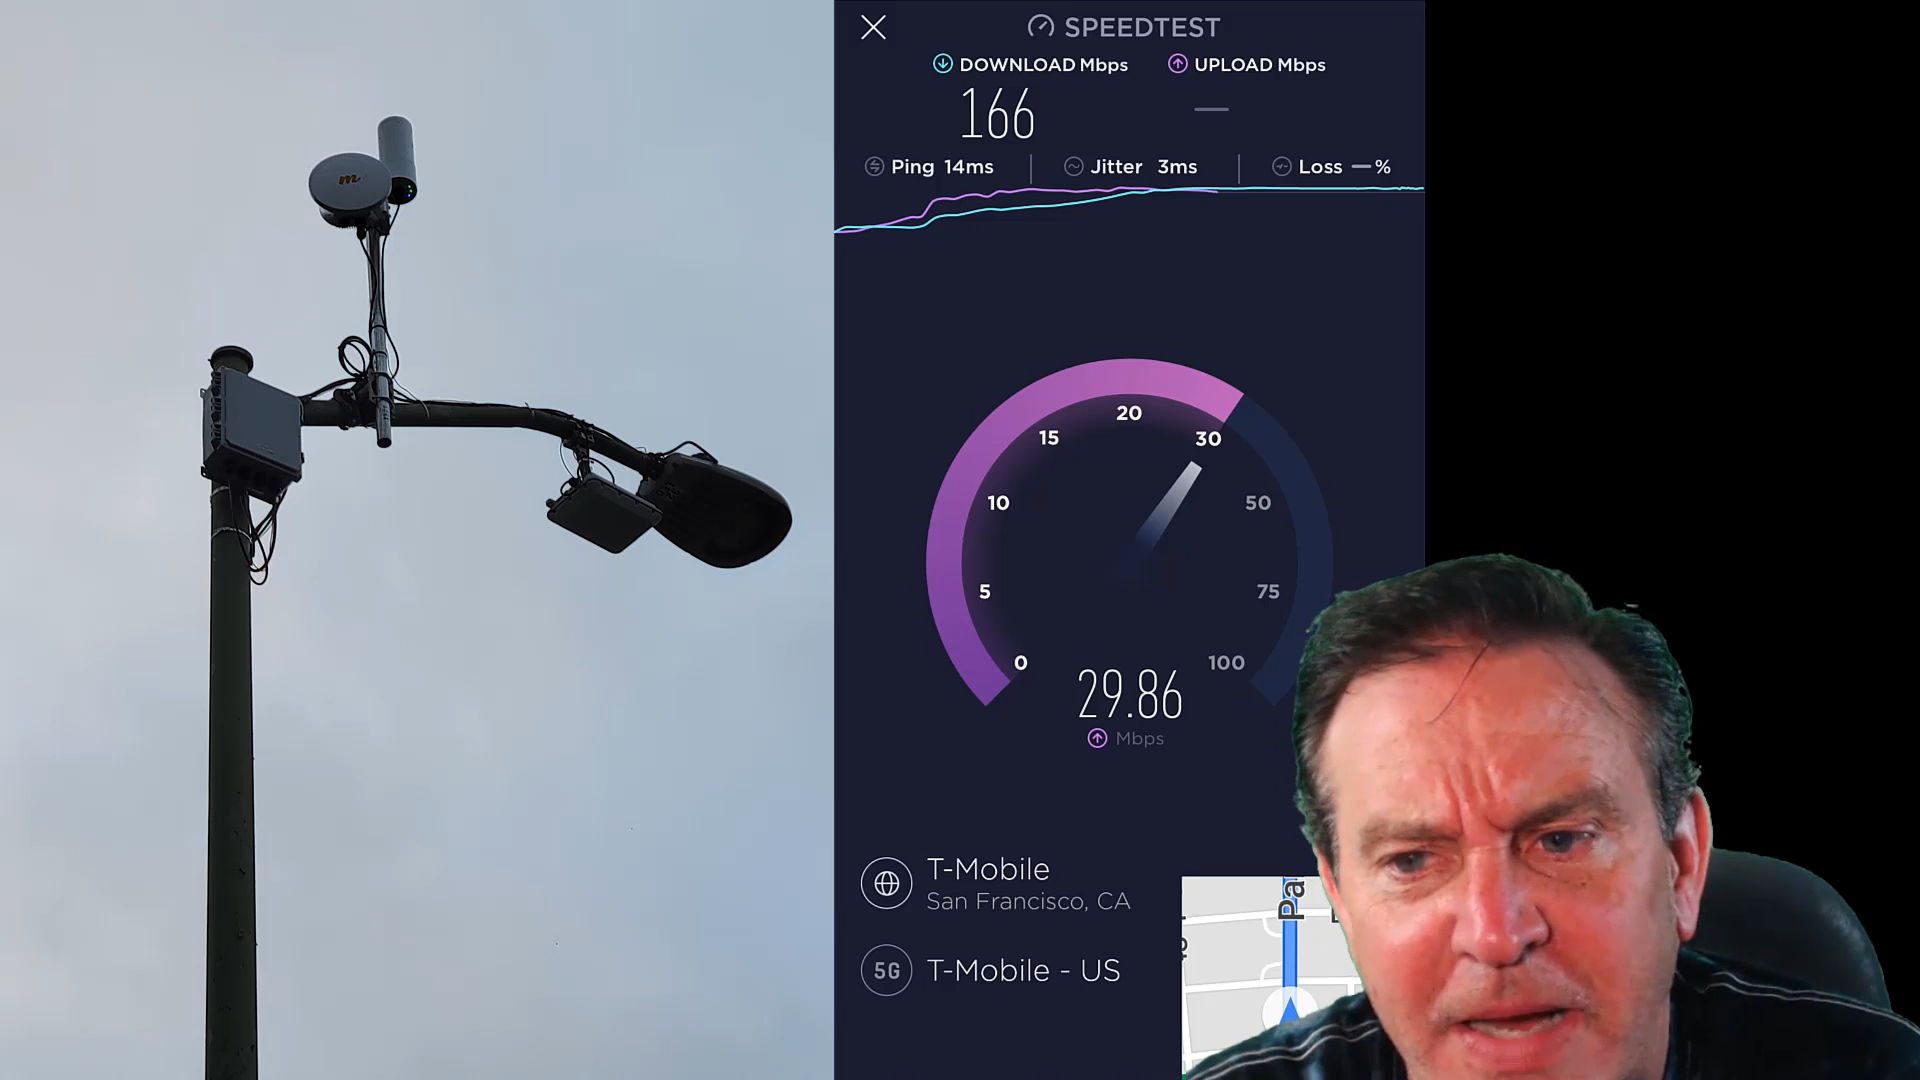 m
SPEEDTEST
DOWNLOAD Mbps
UPLOAD Mbps
166
—
Ping 14ms
Jitter 3ms
Loss —%
0
5
10
15
20
30
50
75
100
29.86
Mbps
T-Mobile
San Francisco, CA
5G T-Mobile - US
Pa